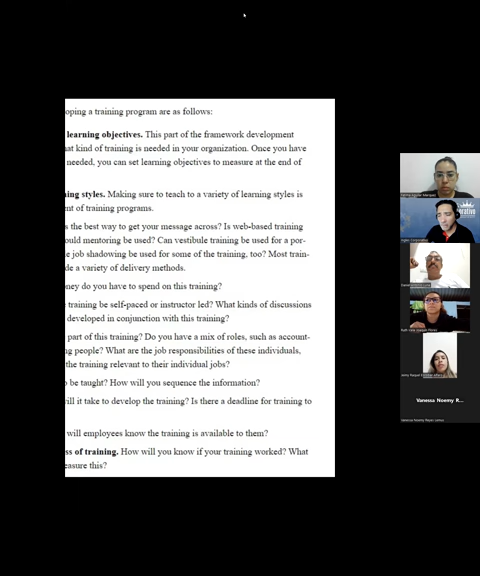 oping a training program are as follows:
learning objectives. This part of the framework development
nat kind of training is needed in your organization. Once you have
needed, you can set learning objectives to measure at the end of
ning styles. Making sure to teach to a variety of learning styles is
ent of training programs.
s the best way to get your message across? Is web-based training
ould mentoring be used? Can vestibule training be used for a por-
e job shadowing be used for some of the training, too? Most train-
de a variety of delivery methods.
oney do you have to spend on this training?
e training be self-paced or instructor led? What kinds of discussions
developed in conjunction with this training?
part of this training? Do you have a mix of roles, such as account-
ng people? What are the job responsibilities of these individuals,
the training relevant to their individual jobs?
o be taught? How will you sequence the information?
vill it take to develop the training? Is there a deadline for training to
will employees know the training is available to them?
ss of training. How will you know if your training worked? What
easure this?
Vanessa Noemy R...
Vanessa Noemy Reyes